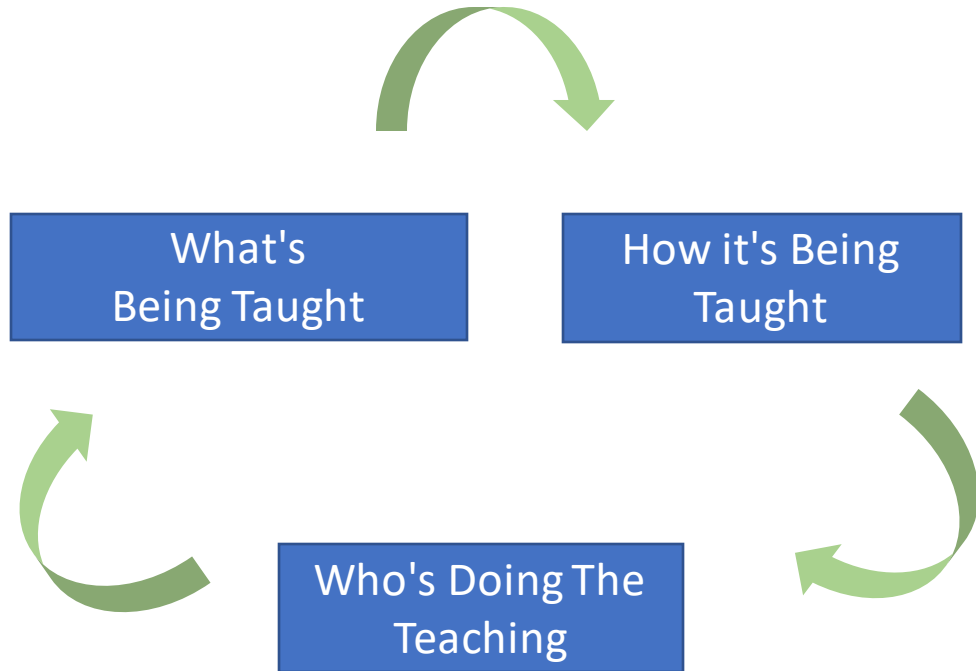 What's
Being Taught
How it's Being
Taught
Who's Doing The
Teaching